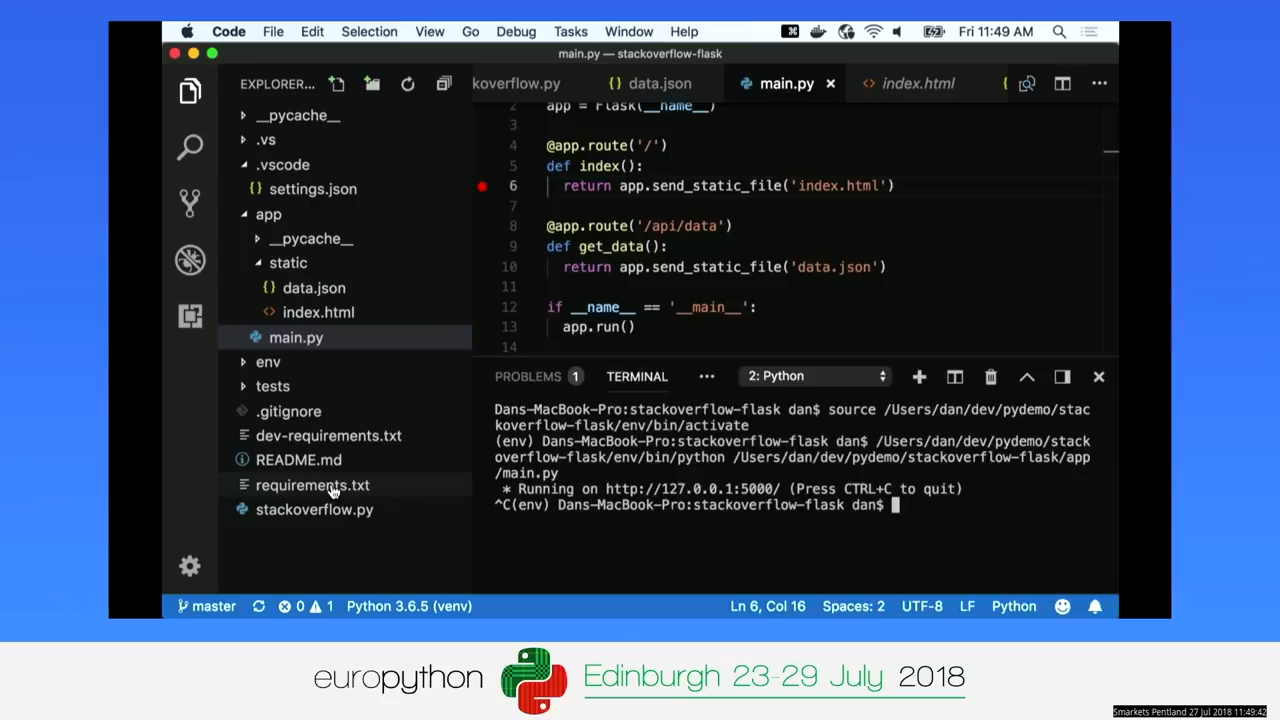 Code File Edit Selection View Go Debug Tasks Window Help Fri 11:49 AM
main.py — stackoverflow-flask
EXPLORER...
koverflow.py
{} data.json
main.py
<> index.html
__pycache__
.vs
.vscode
{} settings.json
app
__pycache__
static
{} data.json
<> index.html
main.py
env
tests
.gitignore
dev-requirements.txt
README.md
requirements.txt
stackoverflow.py
2 app = Flask(__name__)
3
4 @app.route('/')
5 def index():
6 return app.send_static_file('index.html')
7
8 @app.route('/api/data')
9 def get_data():
10 return app.send_static_file('data.json')
11
12 if __name__ == '__main__':
13 app.run()
14
PROBLEMS 1 TERMINAL ... 2: Python
Dans-MacBook-Pro:stackoverflow-flask dan$ source /Users/dan/dev/pydemo/stac
koverflow-flask/env/bin/activate
(env) Dans-MacBook-Pro:stackoverflow-flask dan$ /Users/dan/dev/pydemo/stack
overflow-flask/env/bin/python /Users/dan/dev/pydemo/stackoverflow-flask/app
/main.py
* Running on http://127.0.0.1:5000/ (Press CTRL+C to quit)
^C(env) Dans-MacBook-Pro:stackoverflow-flask dan$
master 0 1 Python 3.6.5 (venv) Ln 6, Col 16 Spaces: 2 UTF-8 LF Python
europython Edinburgh 23-29 July 2018
Smarkets Pentland 27 Jul 2018 11:49:42